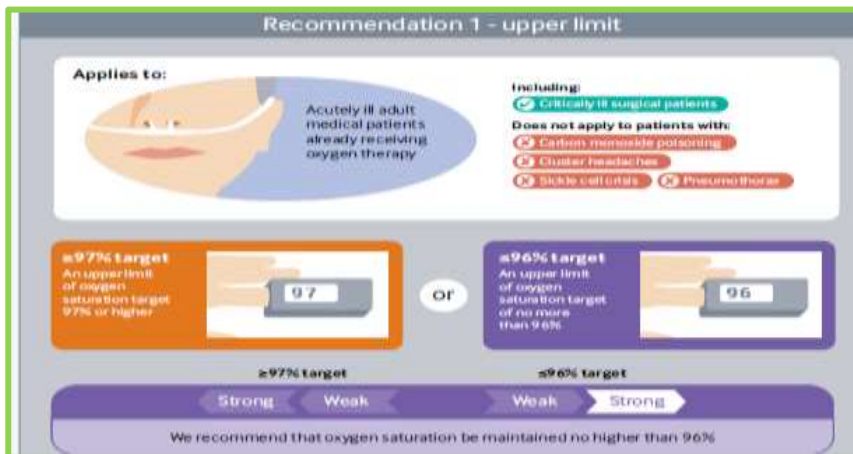 Recommendation 1 - upper limit
Applies to:
Acutely ill adult
medical patients
already receiving
oxygen therapy
Including:
Critically ill surgical patients
Does not apply to patients with:
Carbon monoxide poisoning
Cluster headaches
Sickle cell crisis
Pneumothorax
≥97% target
An upper limit
of oxygen
saturation target
97% or higher
97
or
≤96% target
An upper limit
of oxygen
saturation target
of no more
than 96%
96
≥97% target
≤96% target
Strong
Weak
Weak
Strong
We recommend that oxygen saturation be maintained no higher than 96%